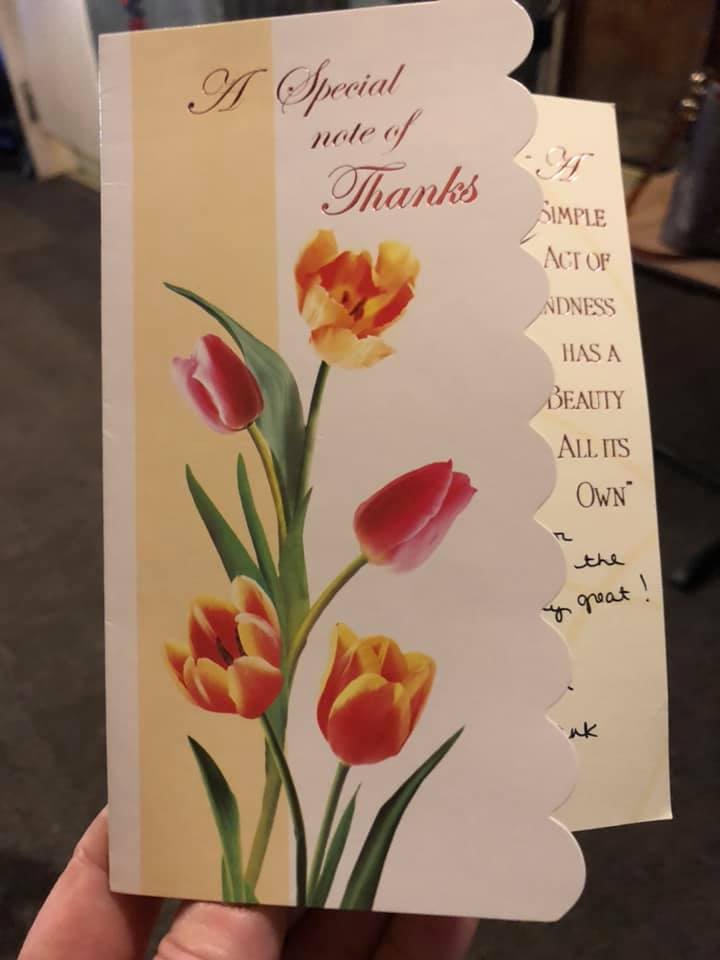 A Special
note of
Thanks
"A
SIMPLE
ACT OF
NDNESS
HAS A
BEAUTY
ALL ITS
OWN"
the
great!